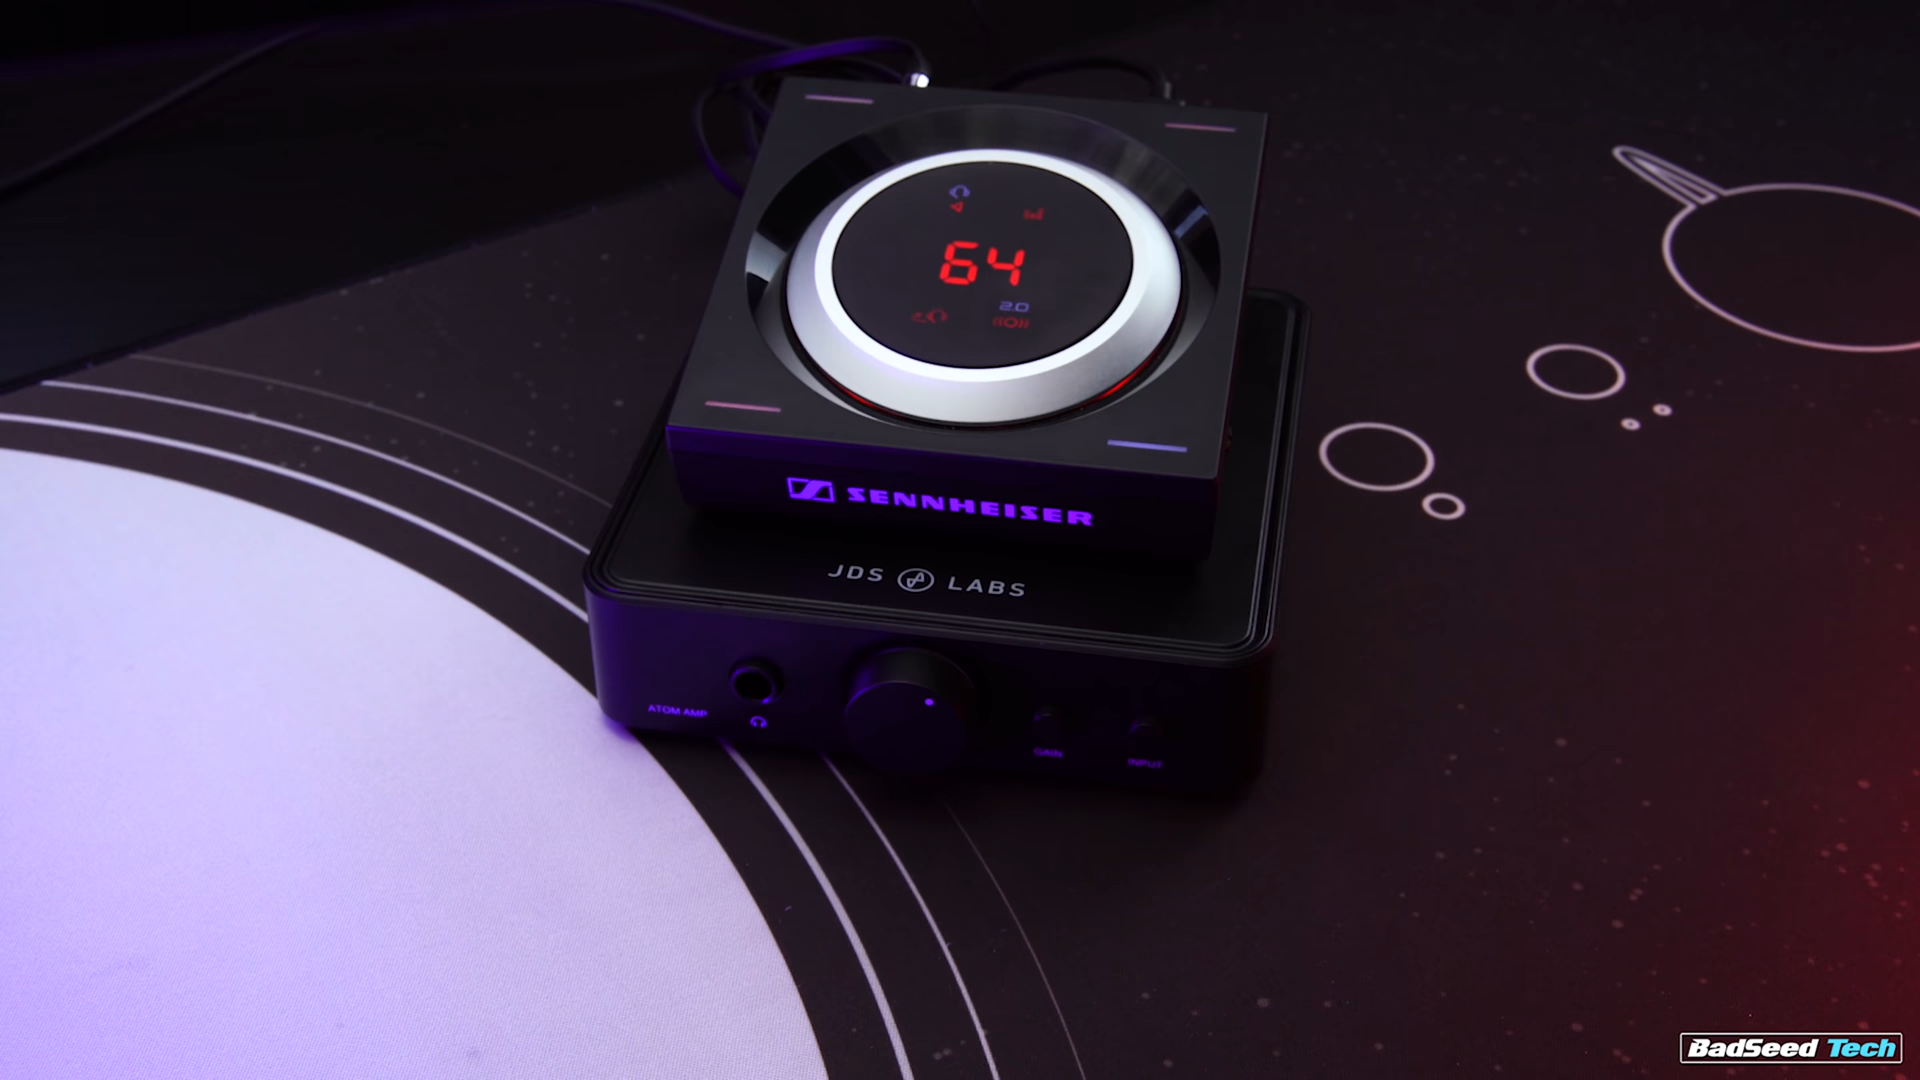 64
2.0
SENNHEISER
JDS LABS
ATOM AMP
GAIN
INPUT
BadSeed Tech